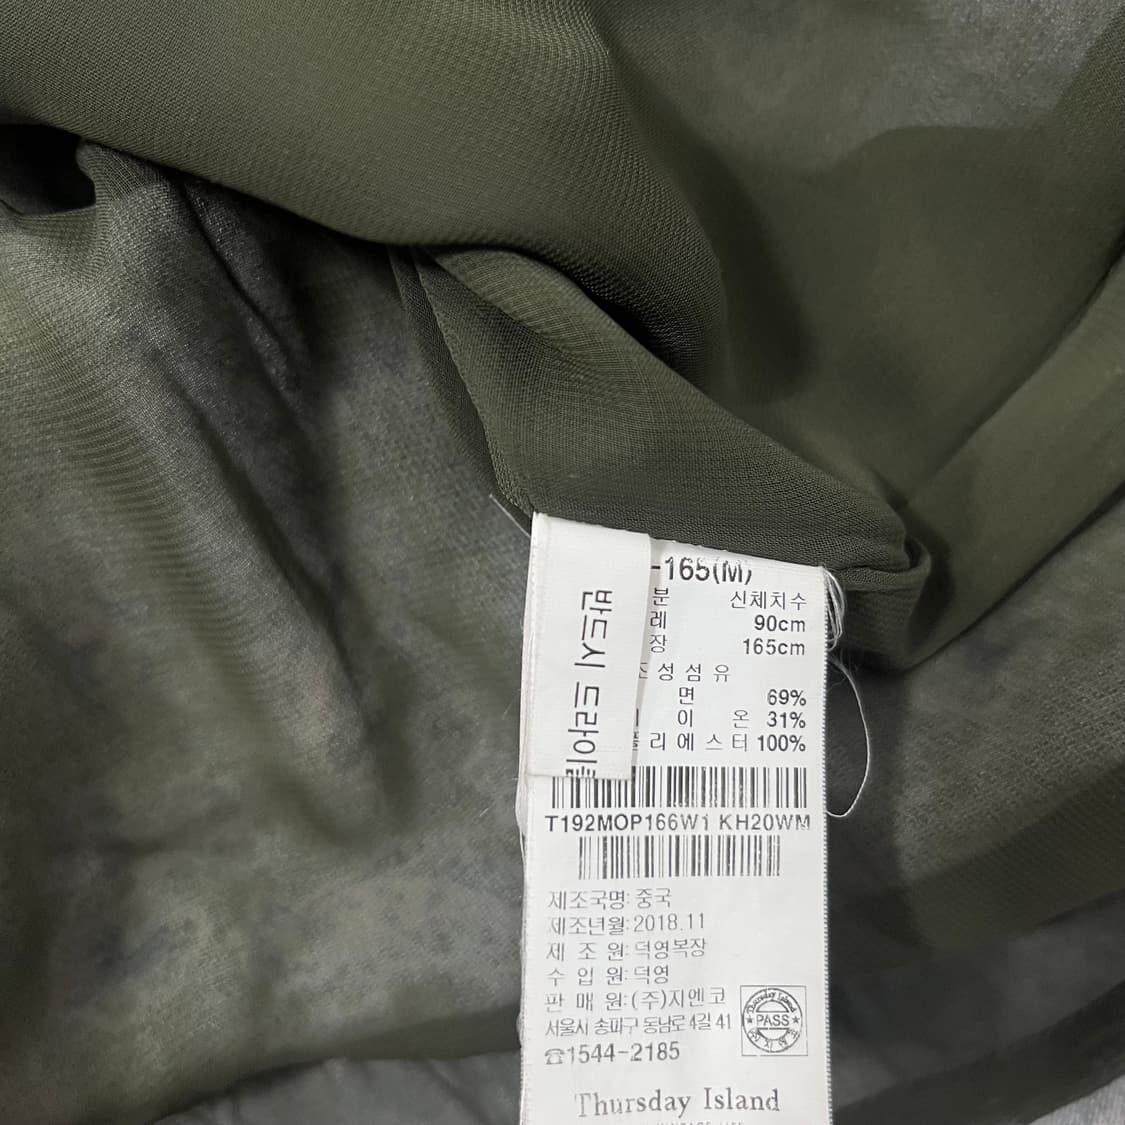 반드시 드라이
-165(M)
분 신체치수
레 90cm
장 165cm
조성섬유
면 69%
이온 31%
리에스터 100%
T192MOP166W1 KH20WM
제조국명: 중국
제조년월: 2018.11
제 조 원: 덕영복장
수 입 원: 덕영
판 매 원: (주)지엔코
서울시 송파구 동남로 4길 41
☎1544-2185
Thursday Island
PASS
Thursday Island